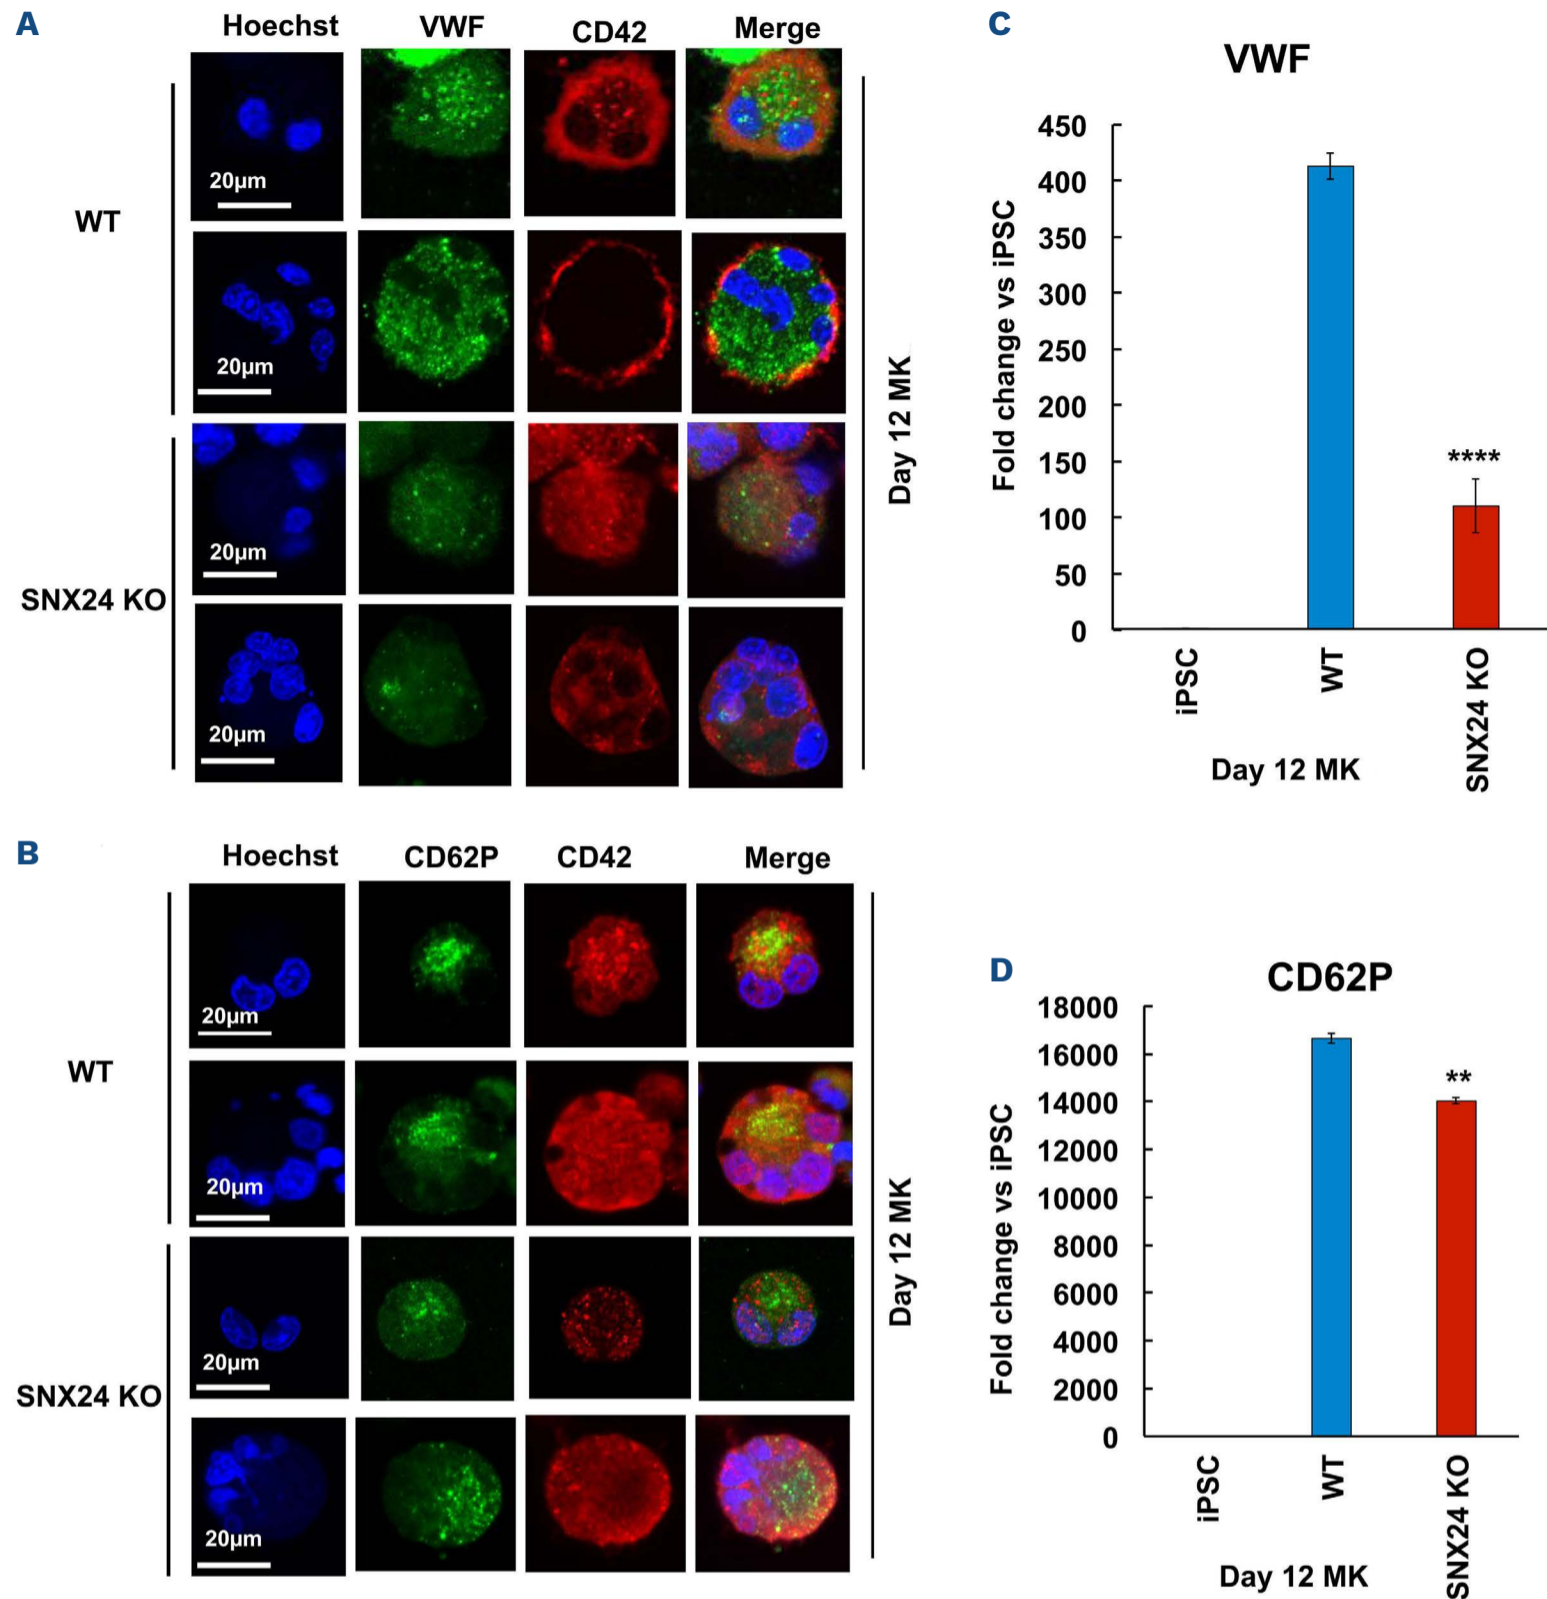 A
Hoechst VWF CD42 Merge
WT
20µm
20µm
SNX24 KO
20µm
20µm
Day 12 MK
B
Hoechst CD62P CD42 Merge
WT
20µm
20µm
SNX24 KO
20µm
20µm
Day 12 MK
C
VWF
Fold change vs iPSC
450
400
350
300
250
200
150
100
50
0
****
iPSC
WT
SNX24 KO
Day 12 MK
D
CD62P
Fold change vs iPSC
18000
16000
14000
12000
10000
8000
6000
4000
2000
0
**
iPSC
WT
SNX24 KO
Day 12 MK